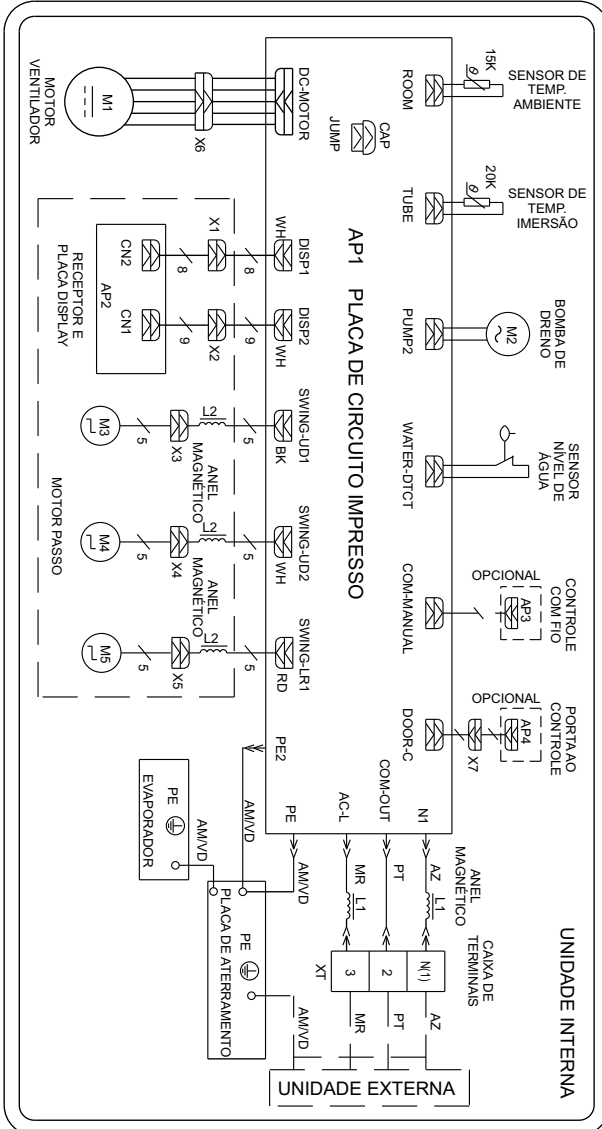 UNIDADE INTERNA
SENSOR DE
TEMP.
AMBIENTE
15K
θ
ROOM
SENSOR DE
TEMP.
IMERSÃO
20K
θ
TUBE
BOMBA DE
DRENO
M2
PUMP2
SENSOR
NÍVEL DE
ÁGUA
WATER-DTCT
CONTROLE
COM FIO
OPCIONAL
AP3
COM-MANUAL
PORTA AO
CONTROLE
OPCIONAL
AP4
X7
DOOR-C
CAP
JUMP
AP1 PLACA DE CIRCUITO IMPRESSO
DC-MOTOR
X6
M1
MOTOR
VENTILADOR
DISP1
WH
8
X1
8
CN2
DISP2
WH
9
X2
9
CN1
AP2
RECEPTOR E
PLACA DISPLAY
SWING-UD1
BK
5
L2
ANEL
MAGNÉTICO
X3
5
M3
SWING-UD2
WH
5
L2
ANEL
MAGNÉTICO
X4
5
M4
SWING-LR1
RD
5
L2
X5
5
M5
MOTOR PASSO
N1
AZ
L1
ANEL
MAGNÉTICO
COM-OUT
PT
AC-L
MR
L1
CAIXA DE
TERMINAIS
N(1)
2
3
XT
AZ
PT
MR
UNIDADE EXTERNA
PE
AM/VD
PE2
AM/VD
PE
PLACA DE ATERRAMENTO
AM/VD
AM/VD
PE
EVAPORADOR